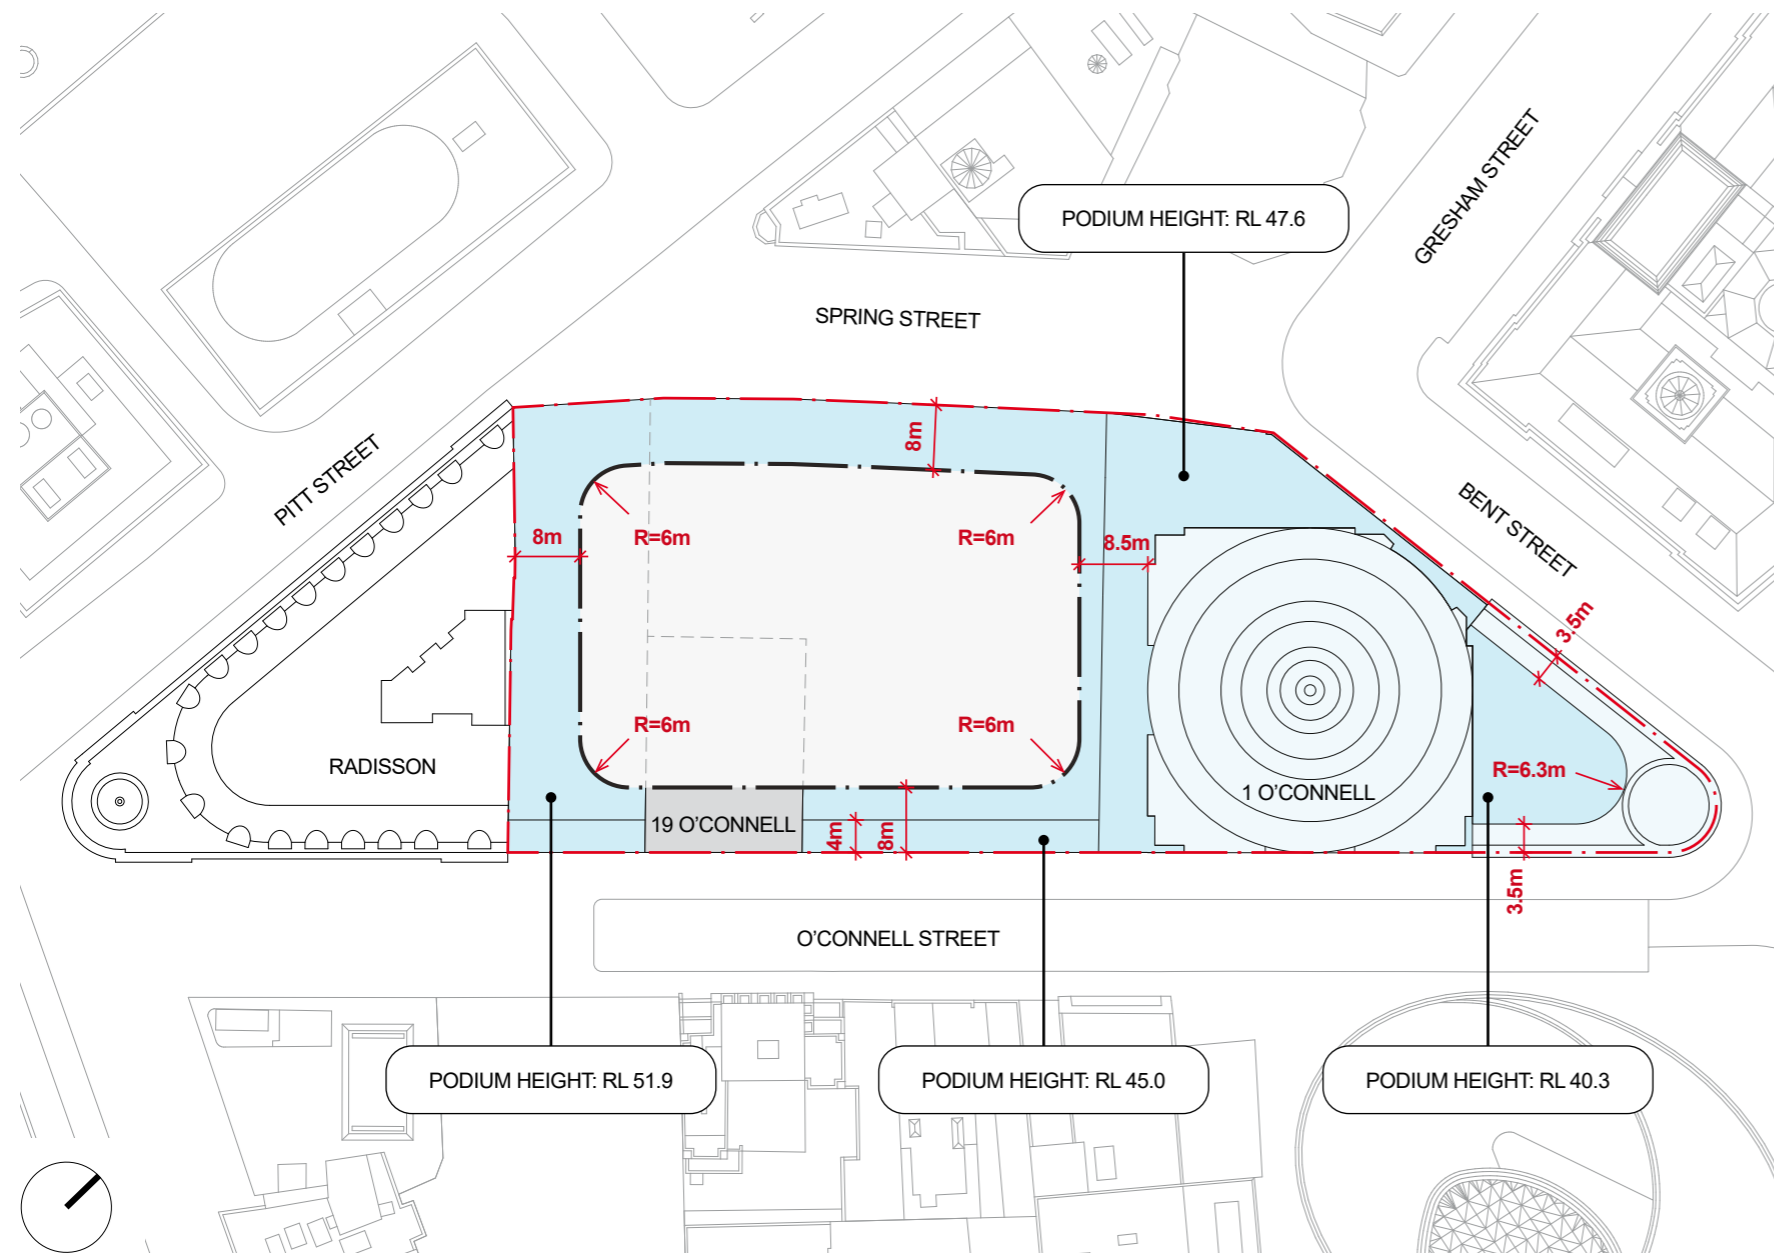 PODIUM HEIGHT: RL 47.6
GRESHAM STREET
SPRING STREET
8m
PITT STREET
BENT STREET
8m
R=6m
R=6m
8.5m
3.5m
R=6m
R=6m
RADISSON
R=6.3m
1 O'CONNELL
19 O'CONNELL
4m
8m
3.5m
O'CONNELL STREET
PODIUM HEIGHT: RL 51.9
PODIUM HEIGHT: RL 45.0
PODIUM HEIGHT: RL 40.3